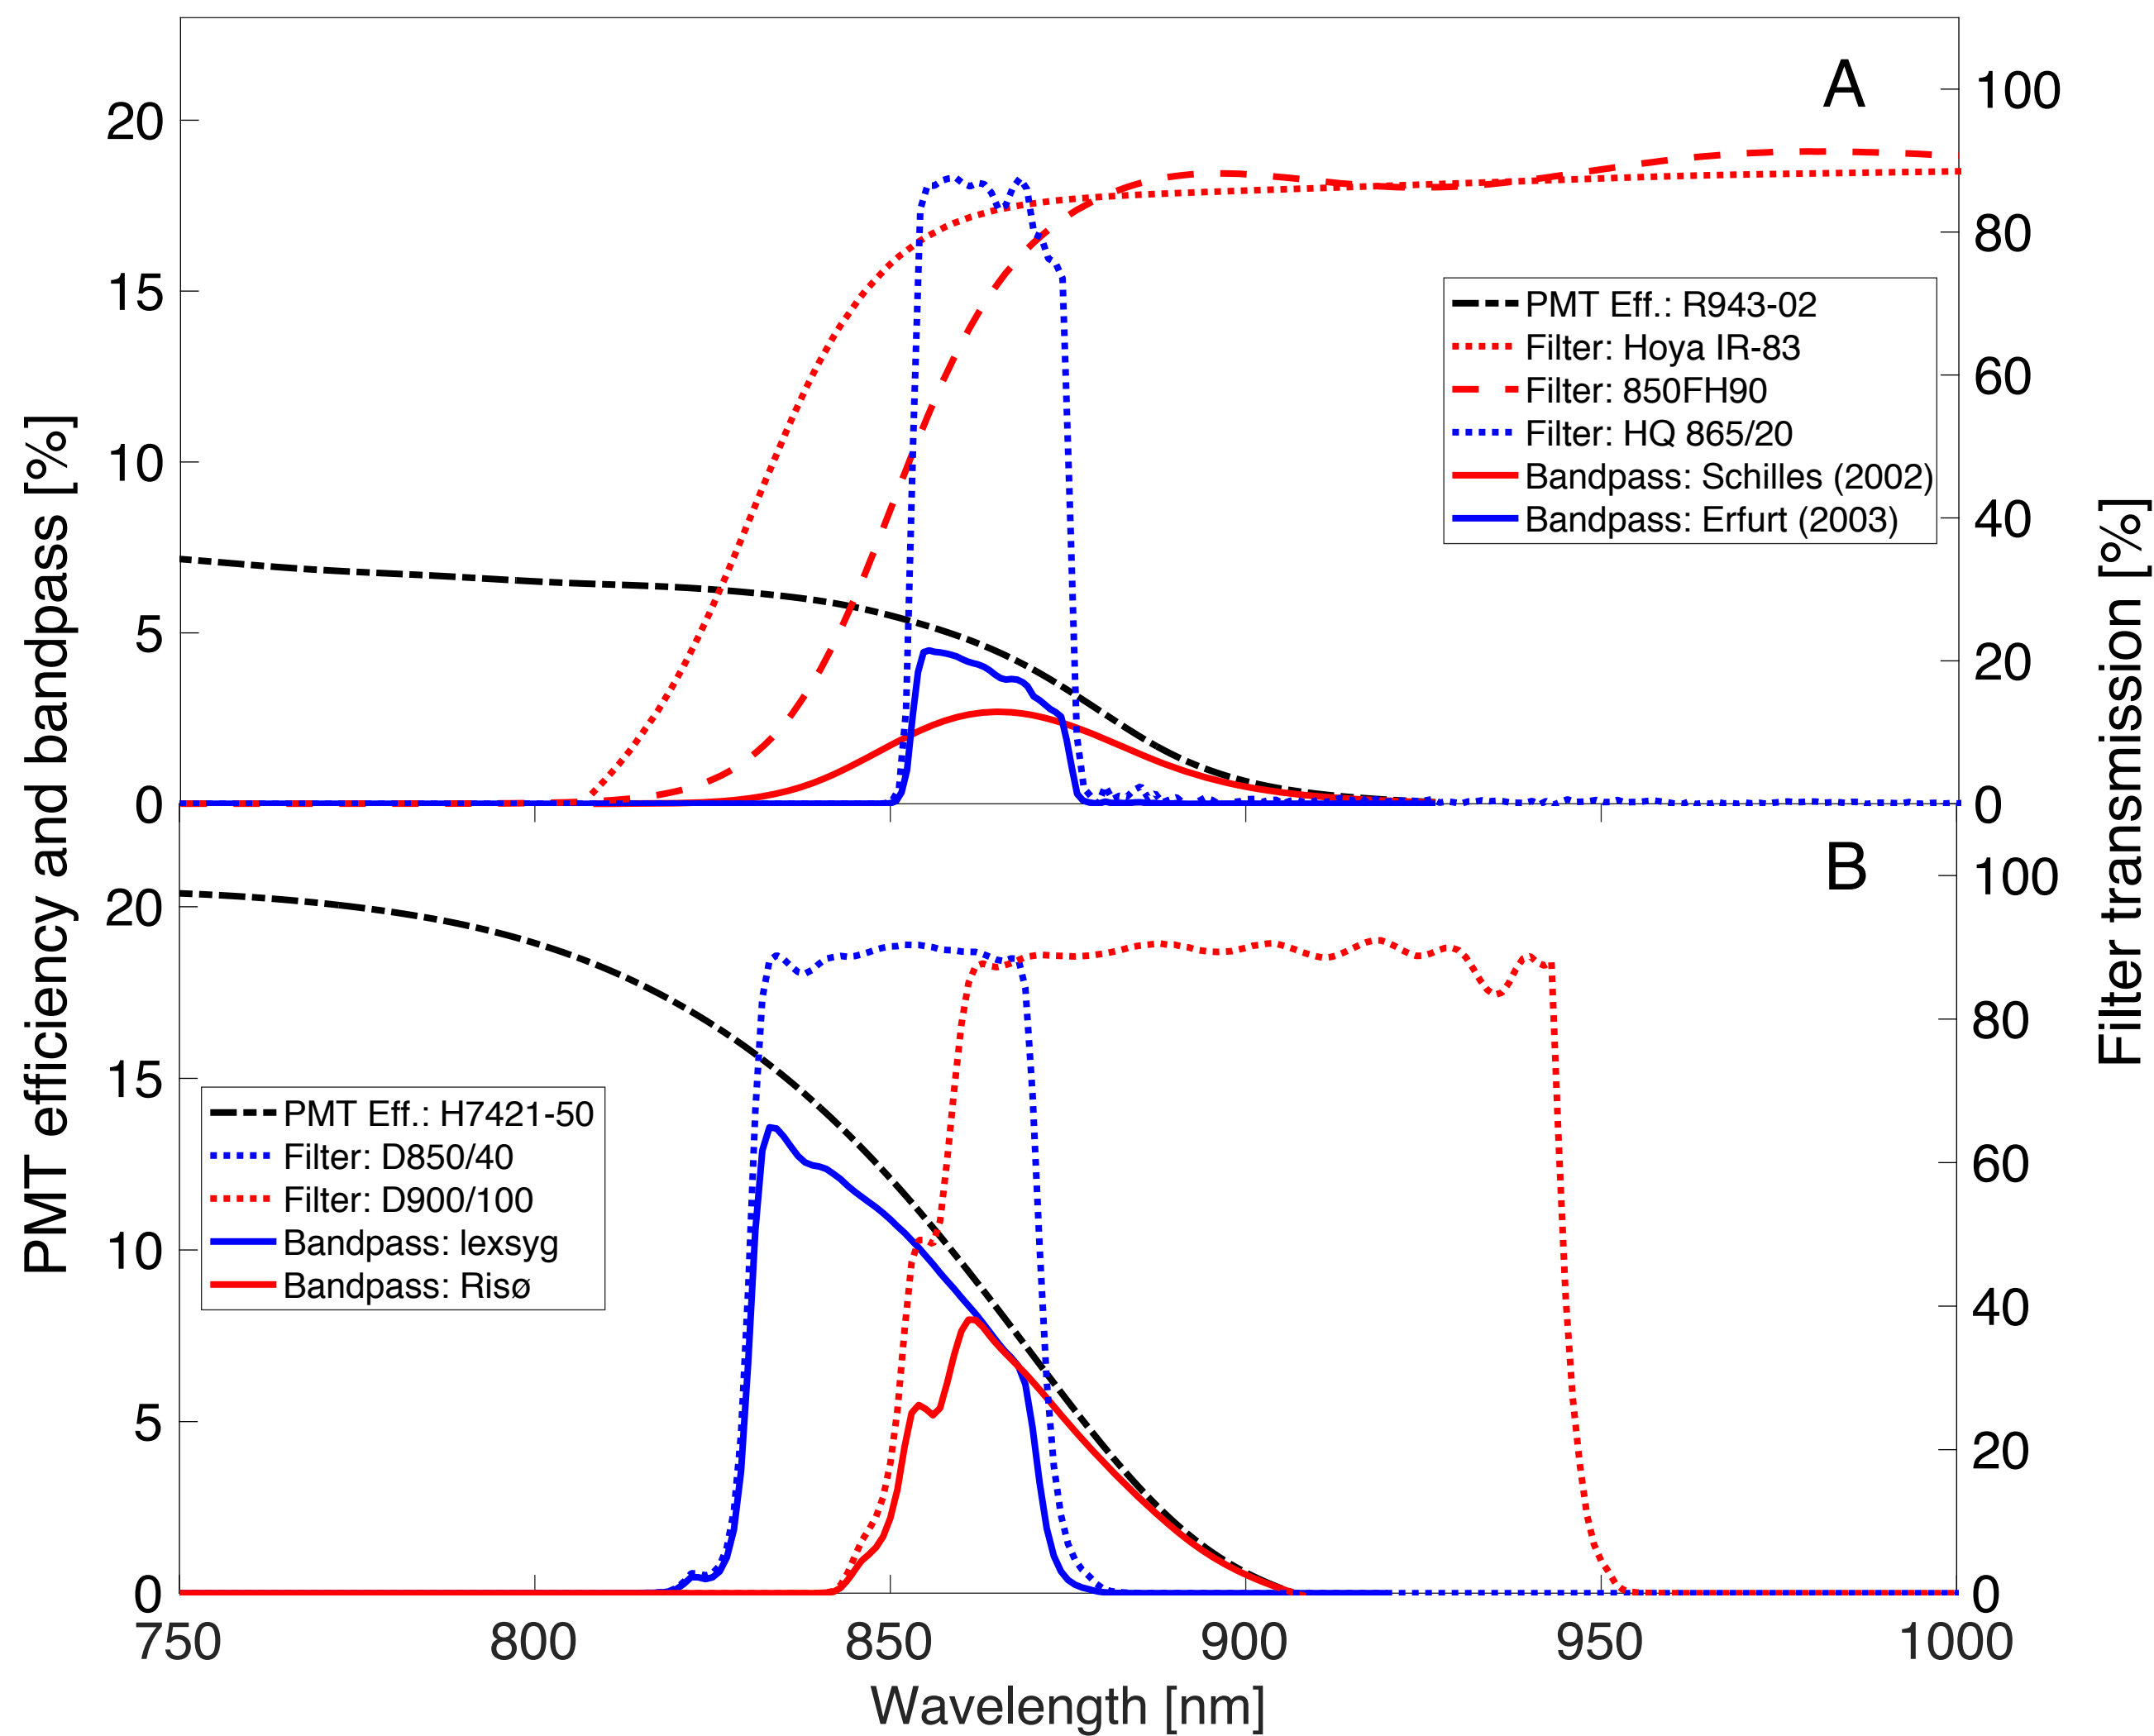 PMT efficiency and bandpass [%]
Filter transmission [%]
A
20
15
10
5
0
100
80
60
40
20
0
PMT Eff.: R943-02
Filter: Hoya IR-83
Filter: 850FH90
Filter: HQ 865/20
Bandpass: Schilles (2002)
Bandpass: Erfurt (2003)
B
20
15
10
5
0
100
80
60
40
20
0
PMT Eff.: H7421-50
Filter: D850/40
Filter: D900/100
Bandpass: lexsyg
Bandpass: Risø
750 800 850 900 950 1000
Wavelength [nm]